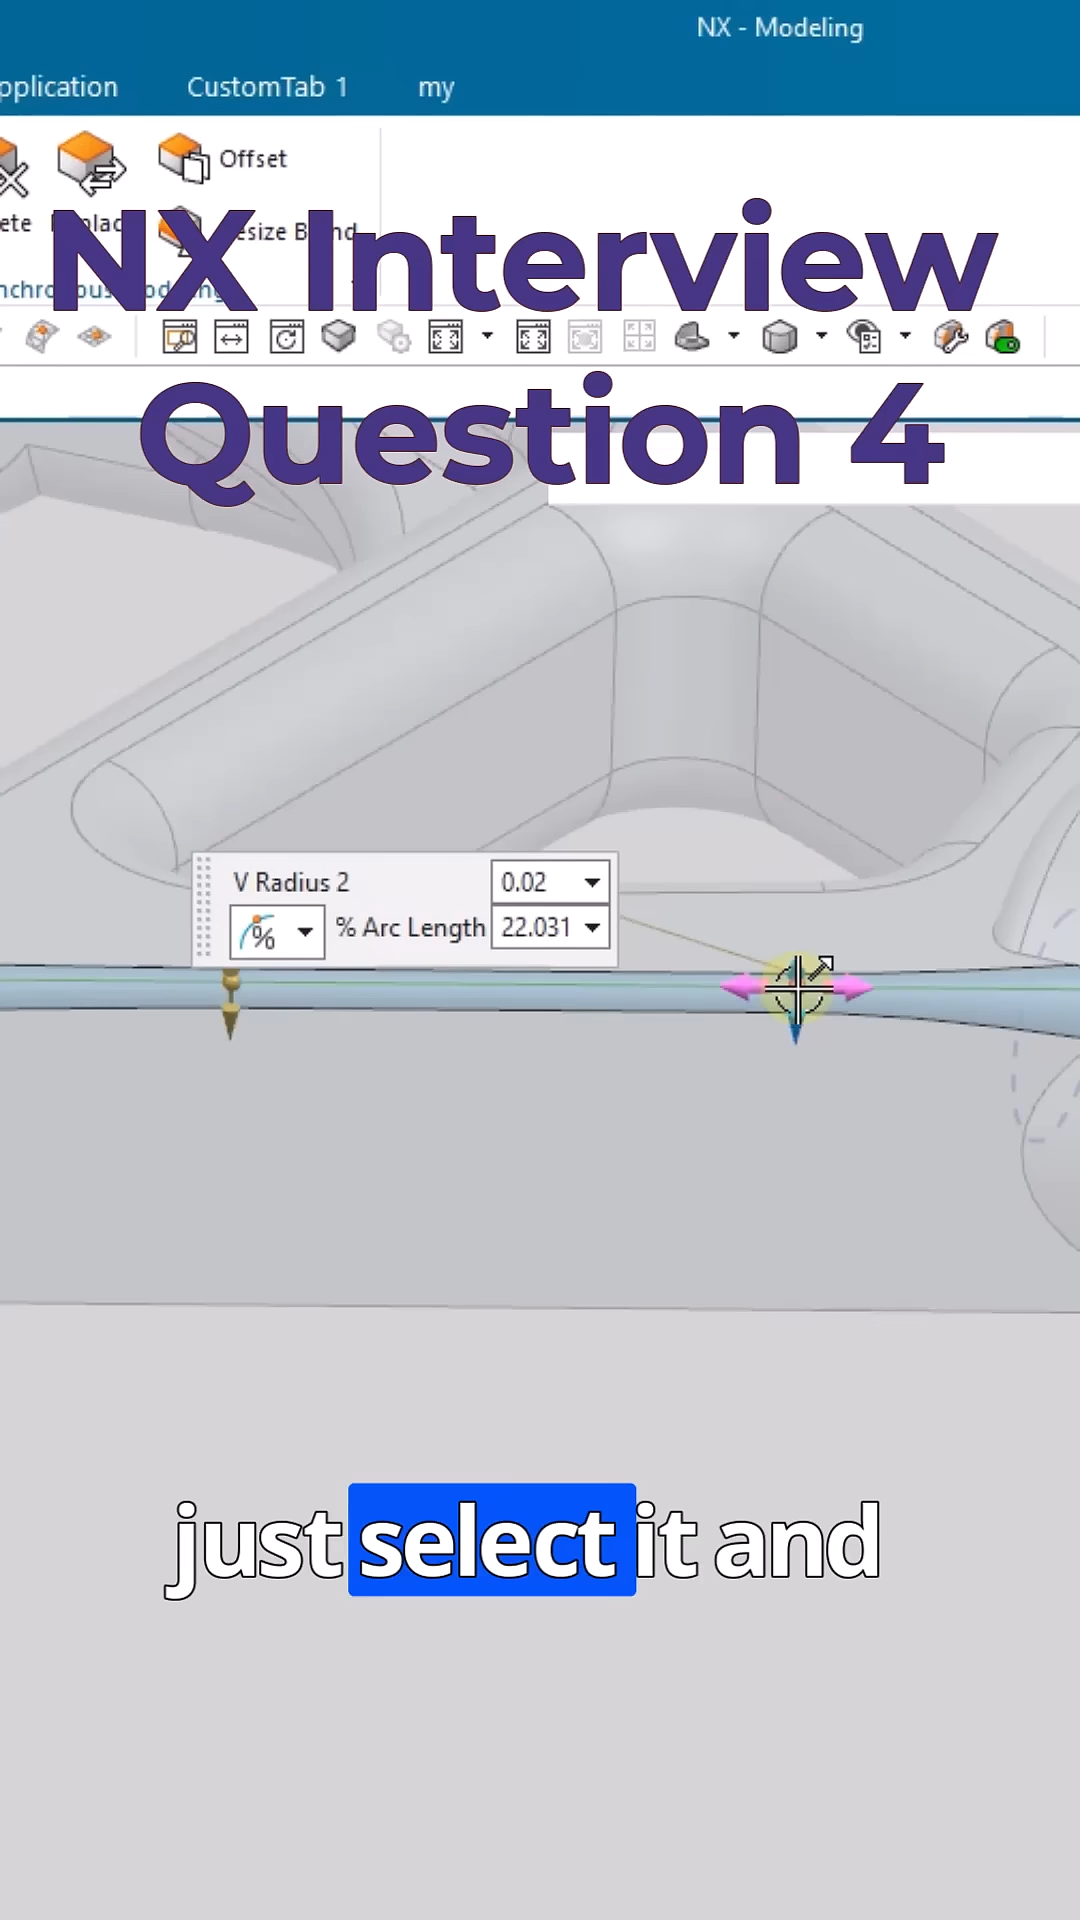 NX - Modeling
pplication CustomTab 1 my
Offset
ete
NX Interview
Question 4
V Radius 2 0.02
% % Arc Length 22.031
just select it and